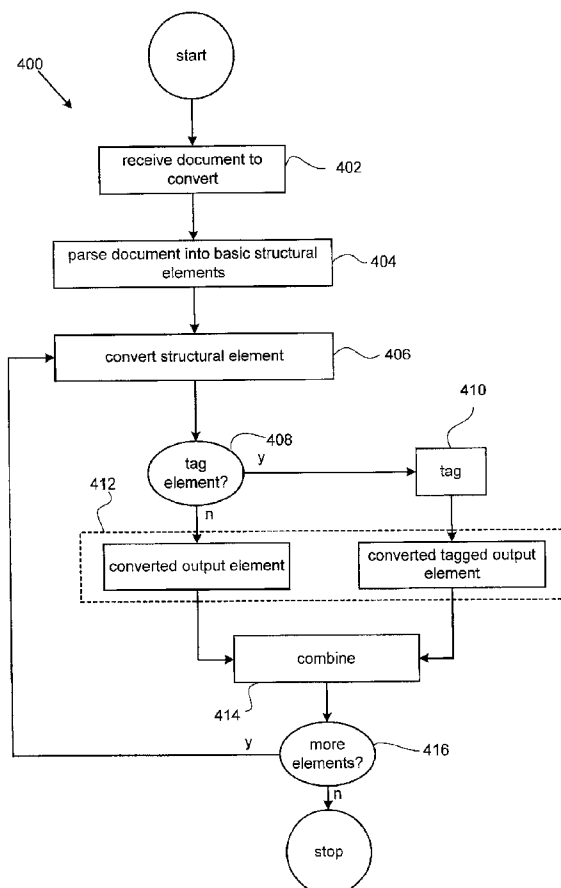 start
400
receive document to
convert
402
parse document into basic structural
elements
404
convert structural element
406
410
408
tag
element?
y
tag
412
n
converted output element
converted tagged output
element
combine
414
y
more
elements?
416
n
stop